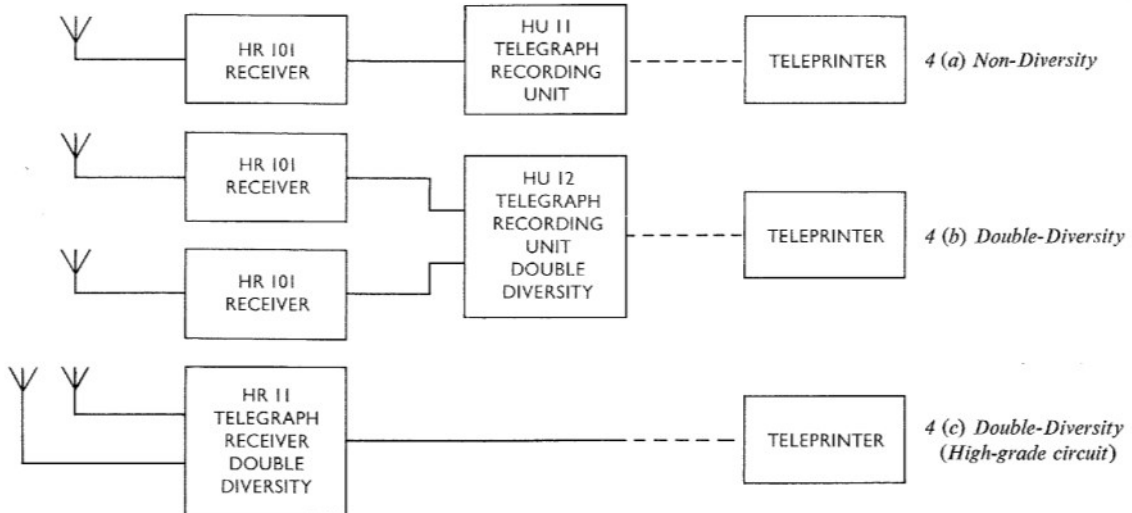 HR 101
RECEIVER
HU 11
TELEGRAPH
RECORDING
UNIT
TELEPRINTER
4 (a) Non-Diversity
HR 101
RECEIVER
HR 101
RECEIVER
HU 12
TELEGRAPH
RECORDING
UNIT
DOUBLE
DIVERSITY
TELEPRINTER
4 (b) Double-Diversity
HR 11
TELEGRAPH
RECEIVER
DOUBLE
DIVERSITY
TELEPRINTER
4 (c) Double-Diversity
(High-grade circuit)